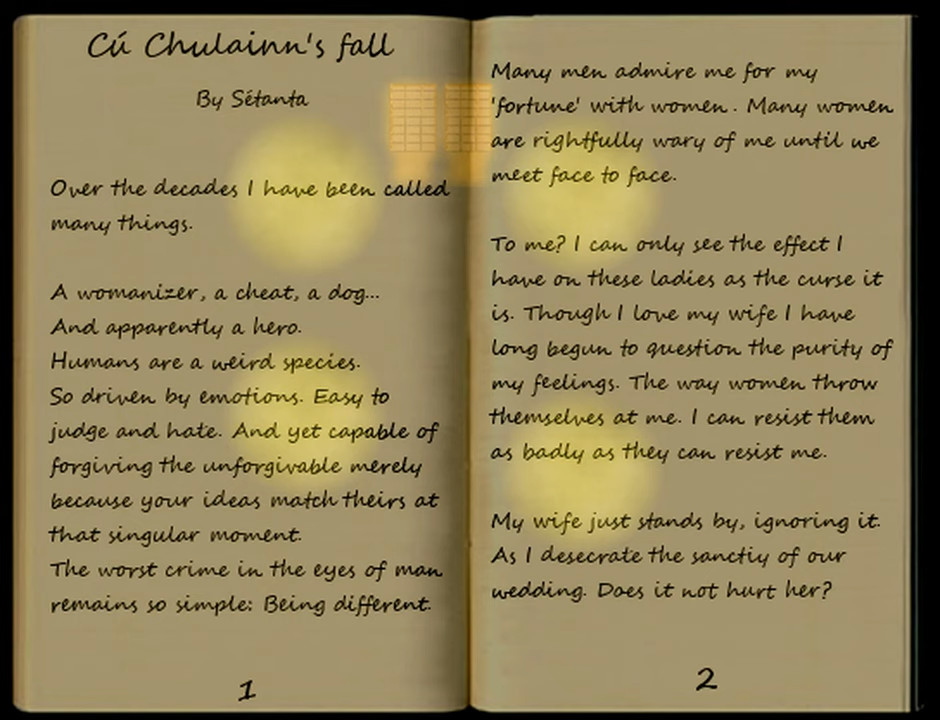 Cú Chulainn's fall
By Sétanta
Over the decades I have been called
many things.
A womanizer, a cheat, a dog...
And apparently a hero.
Humans are a weird species.
So driven by emotions. Easy to
judge and hate. And yet capable of
forgiving the unforgivable merely
because your ideas match theirs at
that singular moment.
The worst crime in the eyes of man
remains so simple: Being different.
1
Many men admire me for my
'fortune' with women. Many women
are rightfully wary of me until we
meet face to face.
To me? I can only see the effect I
have on these ladies as the curse it
is. Though I love my wife I have
long begun to question the purity of
my feelings. The way women throw
themselves at me. I can resist them
as badly as they can resist me.
My wife just stands by, ignoring it.
As I desecrate the sanctiy of our
wedding. Does it not hurt her?
2